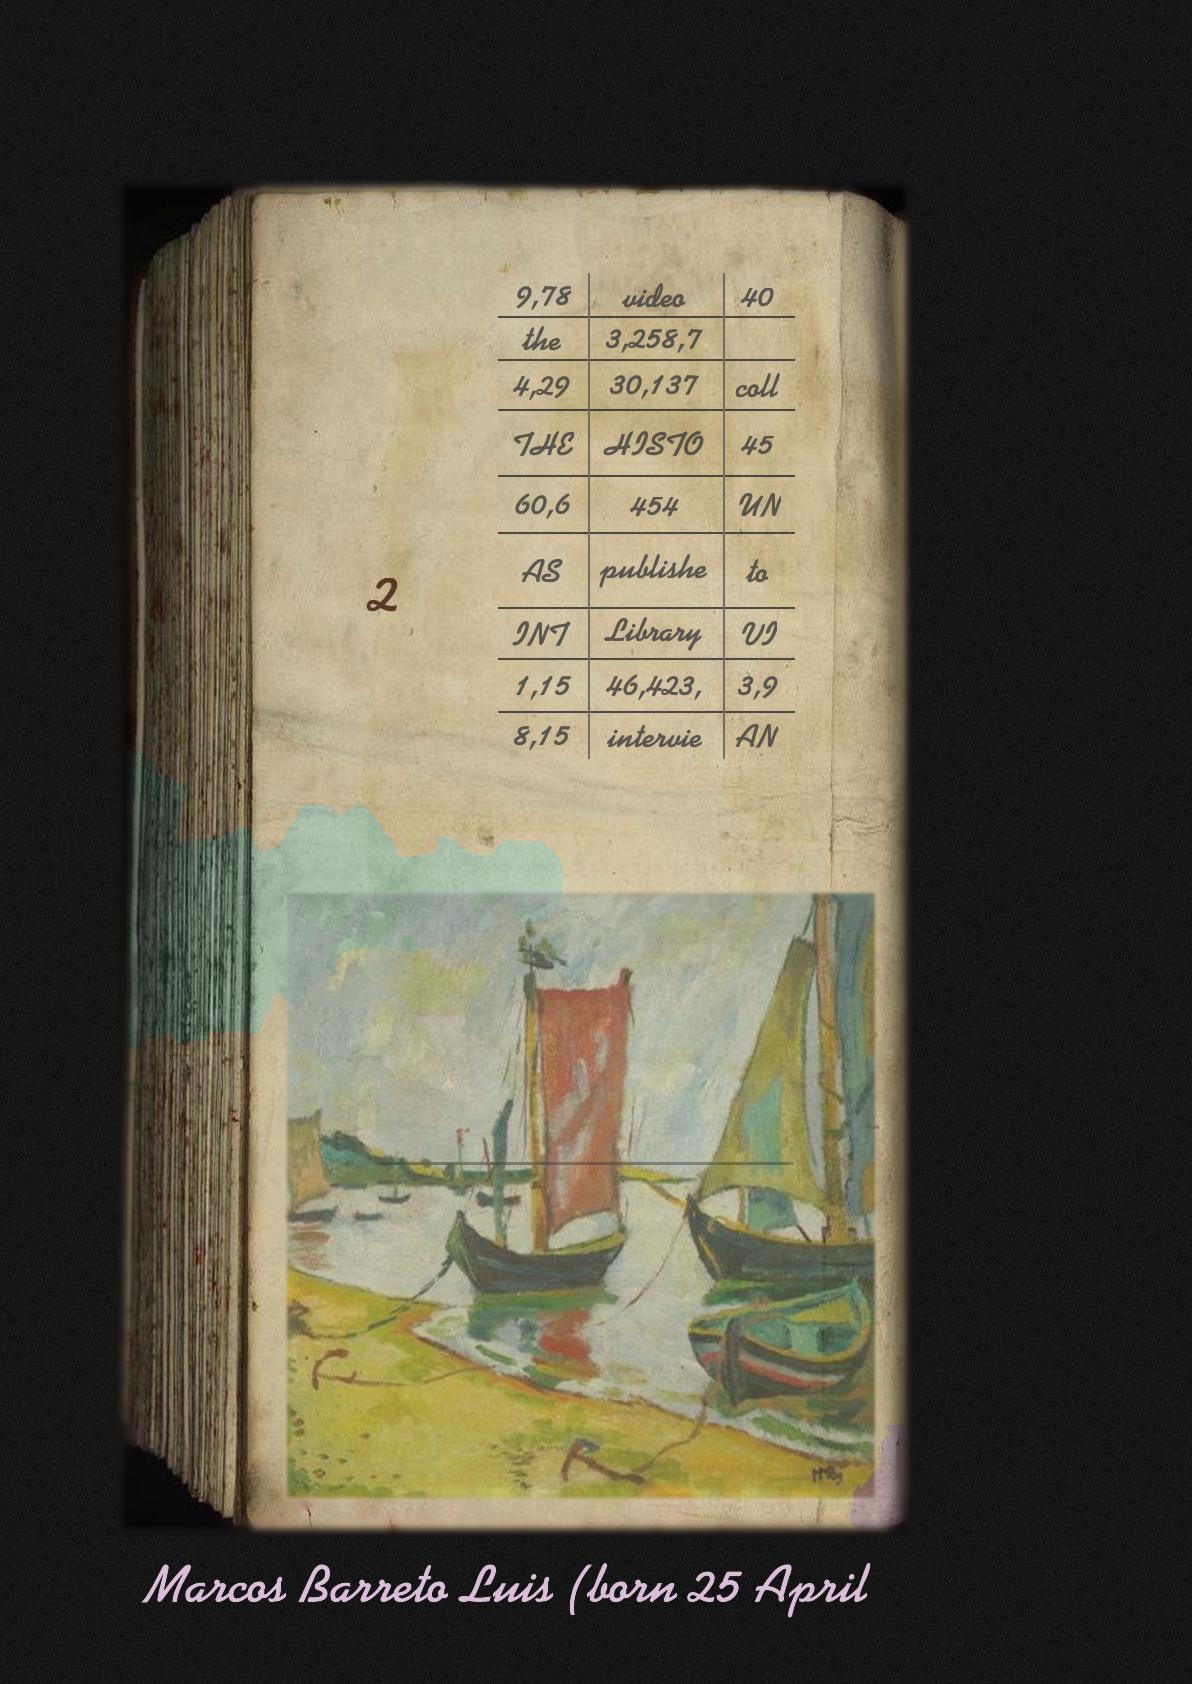 9,78 video 40
the 3,258,7
4,29 30,137 coll
THE HISTO 45
60,6 454 UN
AS publishe to
INT Library VI
1,15 46,423, 3,9
8,15 intervie AN
2
Marcos Barreto Luis (born 25 April